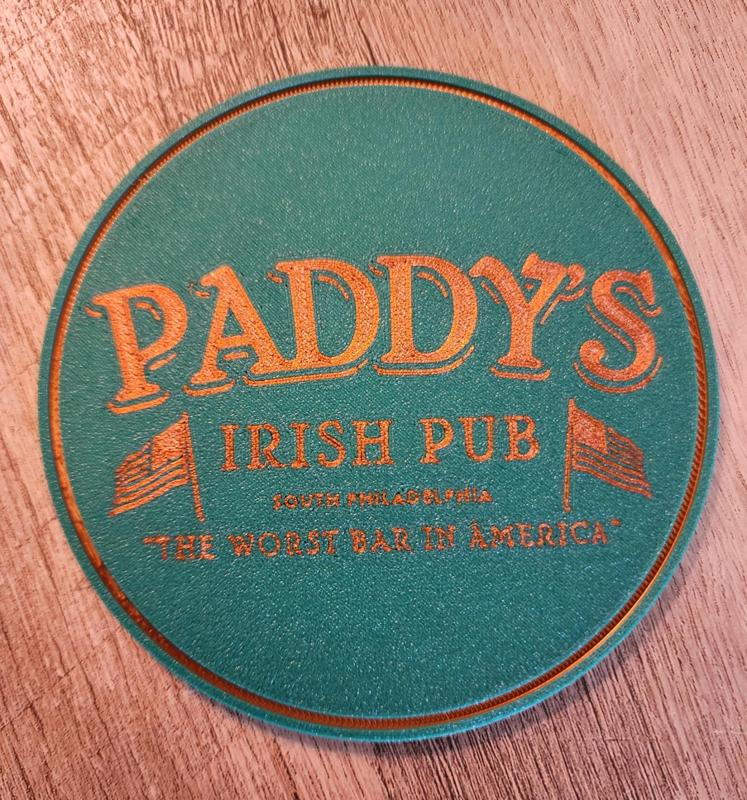 PADDY'S
IRISH PUB
SOUTH PHILADELPHIA
"THE WORST BAR IN AMERICA"